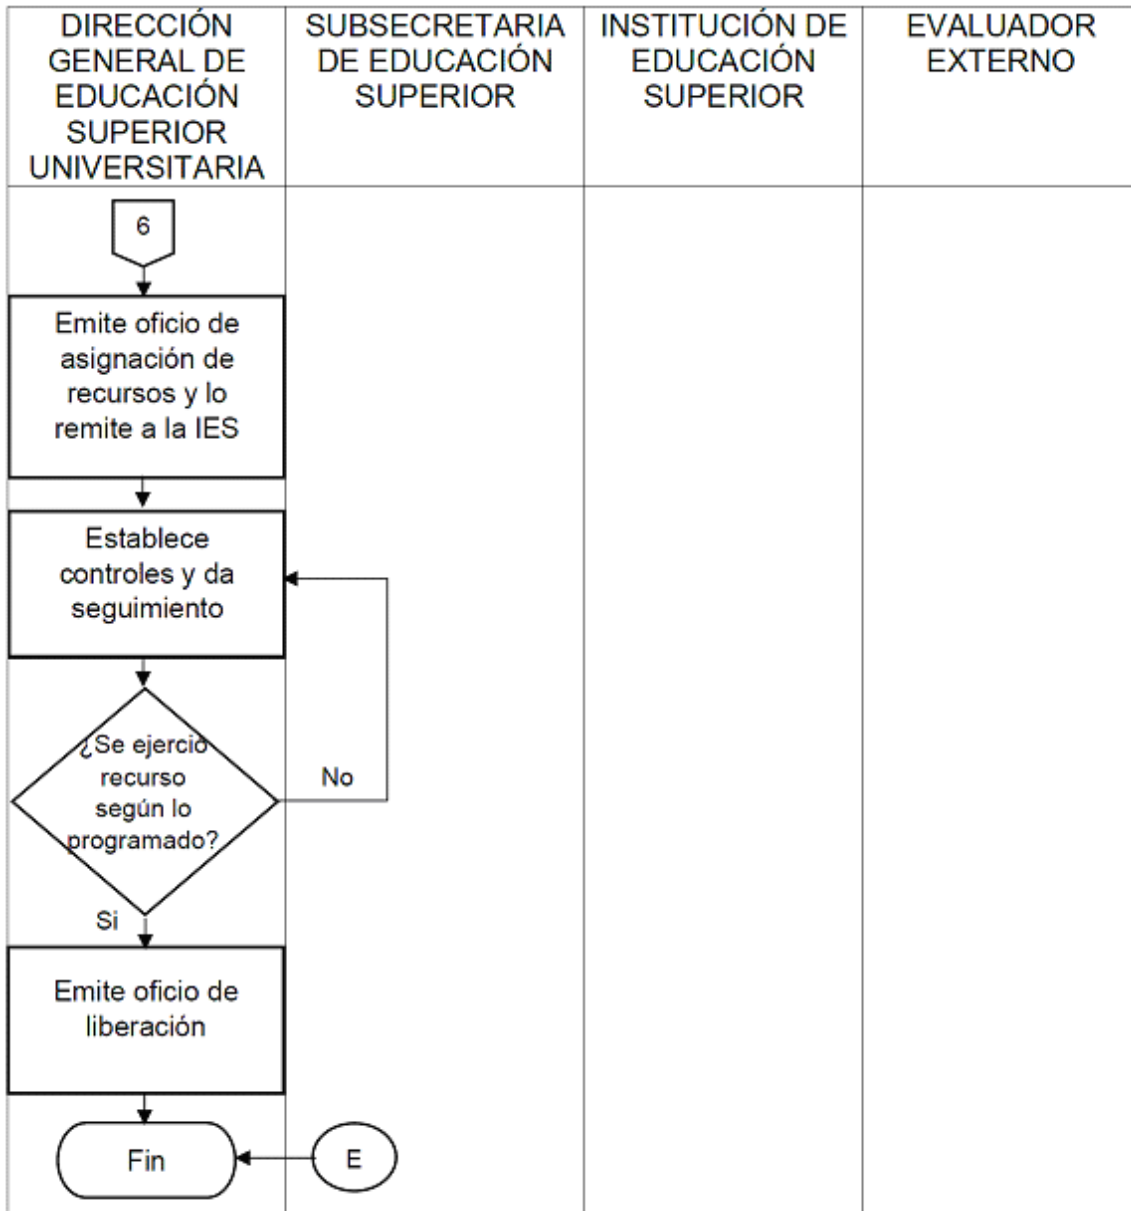 DIRECCIÓN
GENERAL DE
EDUCACIÓN
SUPERIOR
UNIVERSITARIA
SUBSECRETARIA
DE EDUCACIÓN
SUPERIOR
INSTITUCIÓN DE
EDUCACIÓN
SUPERIOR
EVALUADOR
EXTERNO
6
Emite oficio de
asignación de
recursos y lo
remite a la IES
Establece
controles y da
seguimiento
¿Se ejerció
recurso
según lo
programado?
No
Si
Emite oficio de
liberación
Fin
E